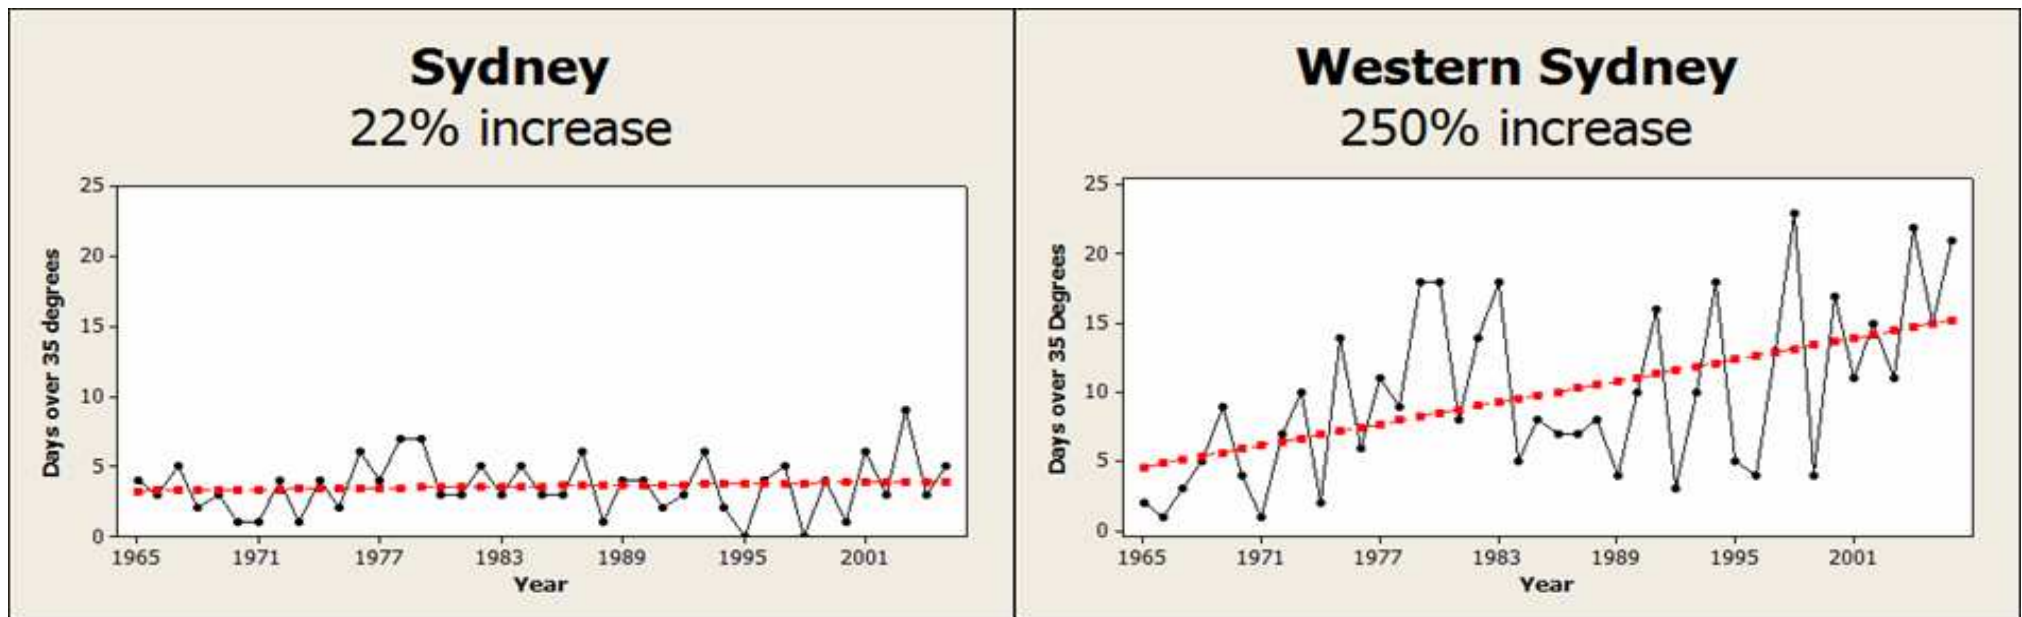 Sydney
22% increase
25
20
15
10
5
0
Days over 35 degrees
1965 1971 1977 1983 1989 1995 2001
Year
Western Sydney
250% increase
25
20
15
10
5
0
Days over 35 Degrees
1965 1971 1977 1983 1989 1995 2001
Year